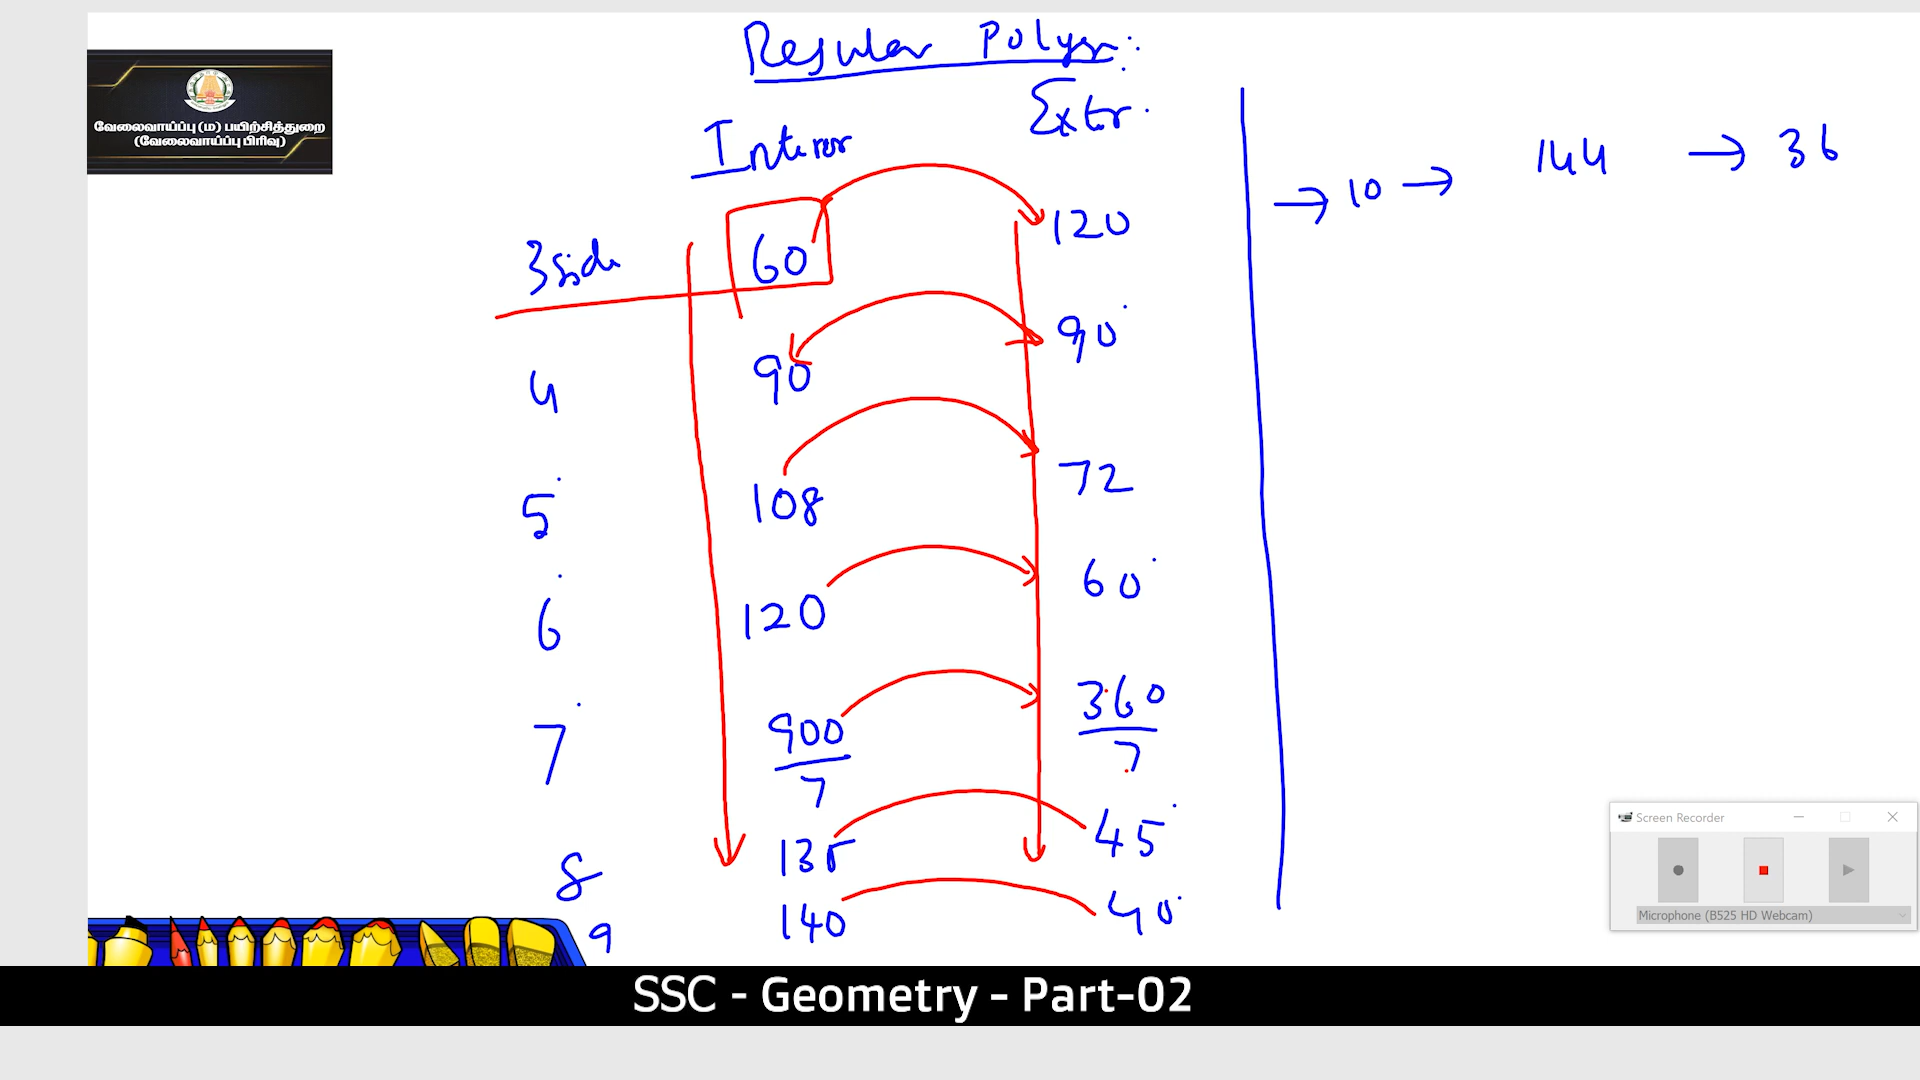 Regular Polygn:
Interior
Extr.
வேலைவாய்ப்பு (ம) பயிற்சித்துறை
(வேலைவாய்ப்பு பிரிவு)
→ 10 → 144 → 36
3 side 60 120
4 90 90°
5 108 72
6 120 60°
7 900/7 360/7
8 135 45°
9 140 40°
Screen Recorder
Microphone (B525 HD Webcam)
SSC - Geometry - Part-02